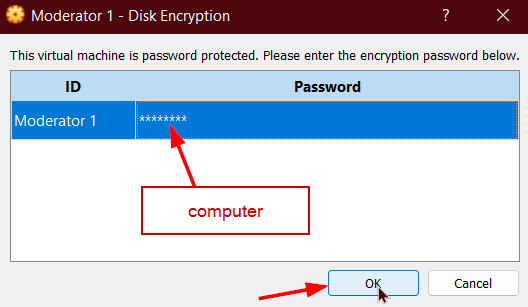 Moderator 1 - Disk Encryption
This virtual machine is password protected. Please enter the encryption password below.
ID Password
Moderator 1 ********
computer
OK Cancel